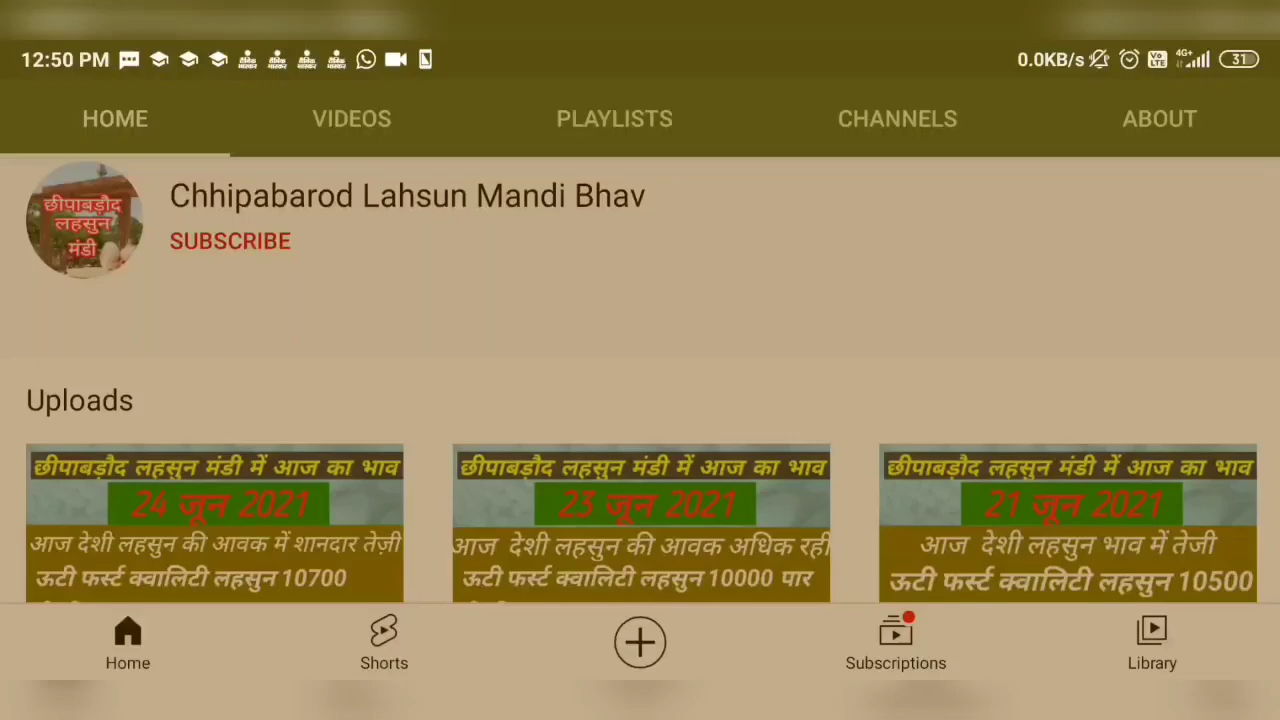 12:50 PM
0.0KB/s
Vo LTE
4G+
31
HOME VIDEOS PLAYLISTS CHANNELS ABOUT
छीपाबड़ौद
लहसुन
मंडी
Chhipabarod Lahsun Mandi Bhav
SUBSCRIBE
Uploads
छीपाबड़ौद लहसुन मंडी में आज का भाव
24 जून 2021
आज देशी लहसुन की आवक में शानदार तेज़ी
ऊटी फर्स्ट क्वालिटी लहसुन 10700
छीपाबड़ौद लहसुन मंडी में आज का भाव
23 जून 2021
आज देशी लहसुन की आवक अधिक रही
ऊटी फर्स्ट क्वालिटी लहसुन 10000 पार
छीपाबड़ौद लहसुन मंडी में आज का भाव
21 जून 2021
आज देशी लहसुन भाव में तेजी
ऊटी फर्स्ट क्वालिटी लहसुन 10500
Home Shorts Subscriptions Library